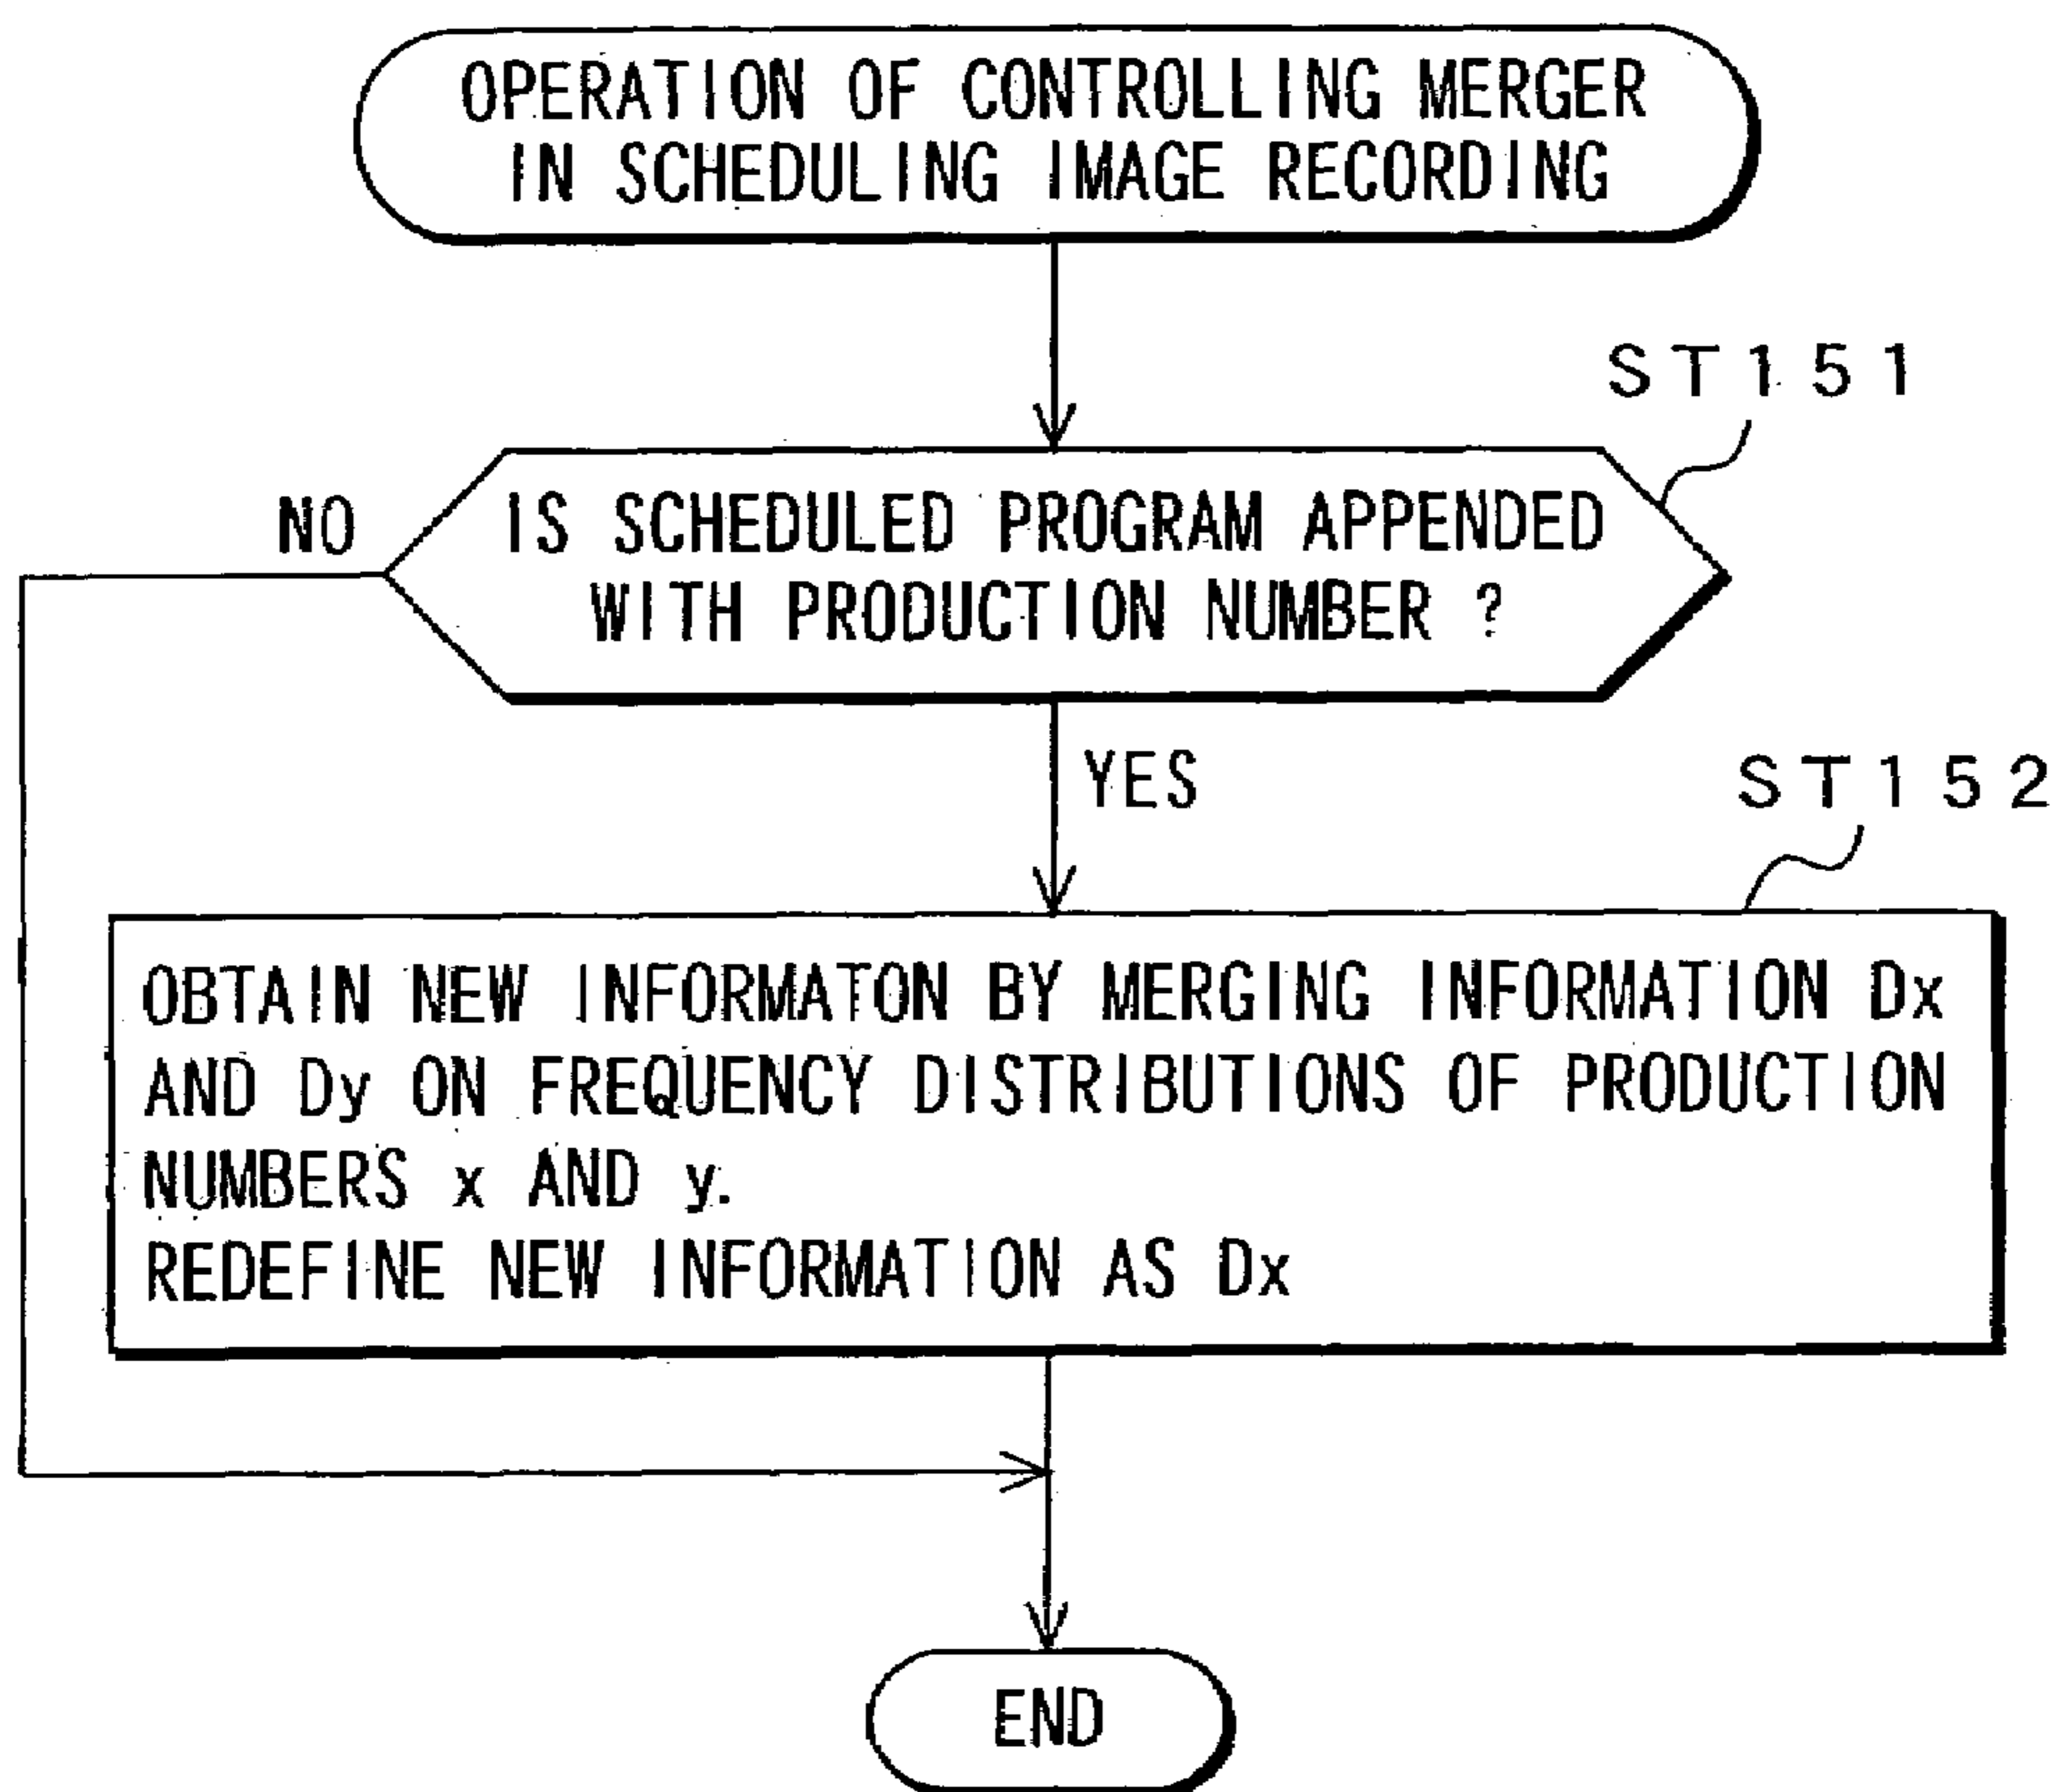 OPERATION OF CONTROLLING MERGER
IN SCHEDULING IMAGE RECORDING
ST151
NO
IS SCHEDULED PROGRAM APPENDED
WITH PRODUCTION NUMBER ?
YES
ST152
OBTAIN NEW INFORMATON BY MERGING INFORMATION Dx
AND Dy ON FREQUENCY DISTRIBUTIONS OF PRODUCTION
NUMBERS x AND y.
REDEFINE NEW INFORMATION AS Dx
END